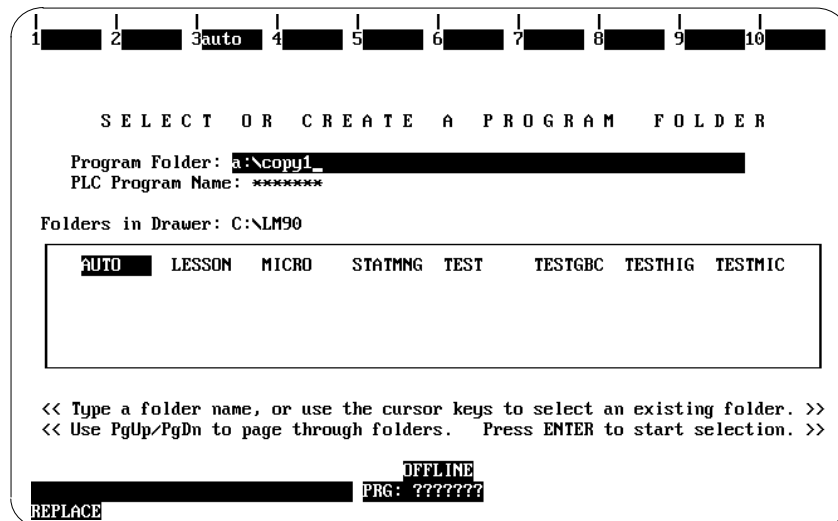 1 2 3auto 4 5 6 7 8 9 10
S E L E C T   O R   C R E A T E   A   P R O G R A M   F O L D E R
Program Folder: a:\copy1_
PLC Program Name: *******
Folders in Drawer: C:\LM90
AUTO LESSON MICRO STATMNG TEST TESTGBC TESTHIG TESTMIC
<< Type a folder name, or use the cursor keys to select an existing folder. >>
<< Use PgUp/PgDn to page through folders. Press ENTER to start selection. >>
OFFLINE
PRG: ???????
REPLACE